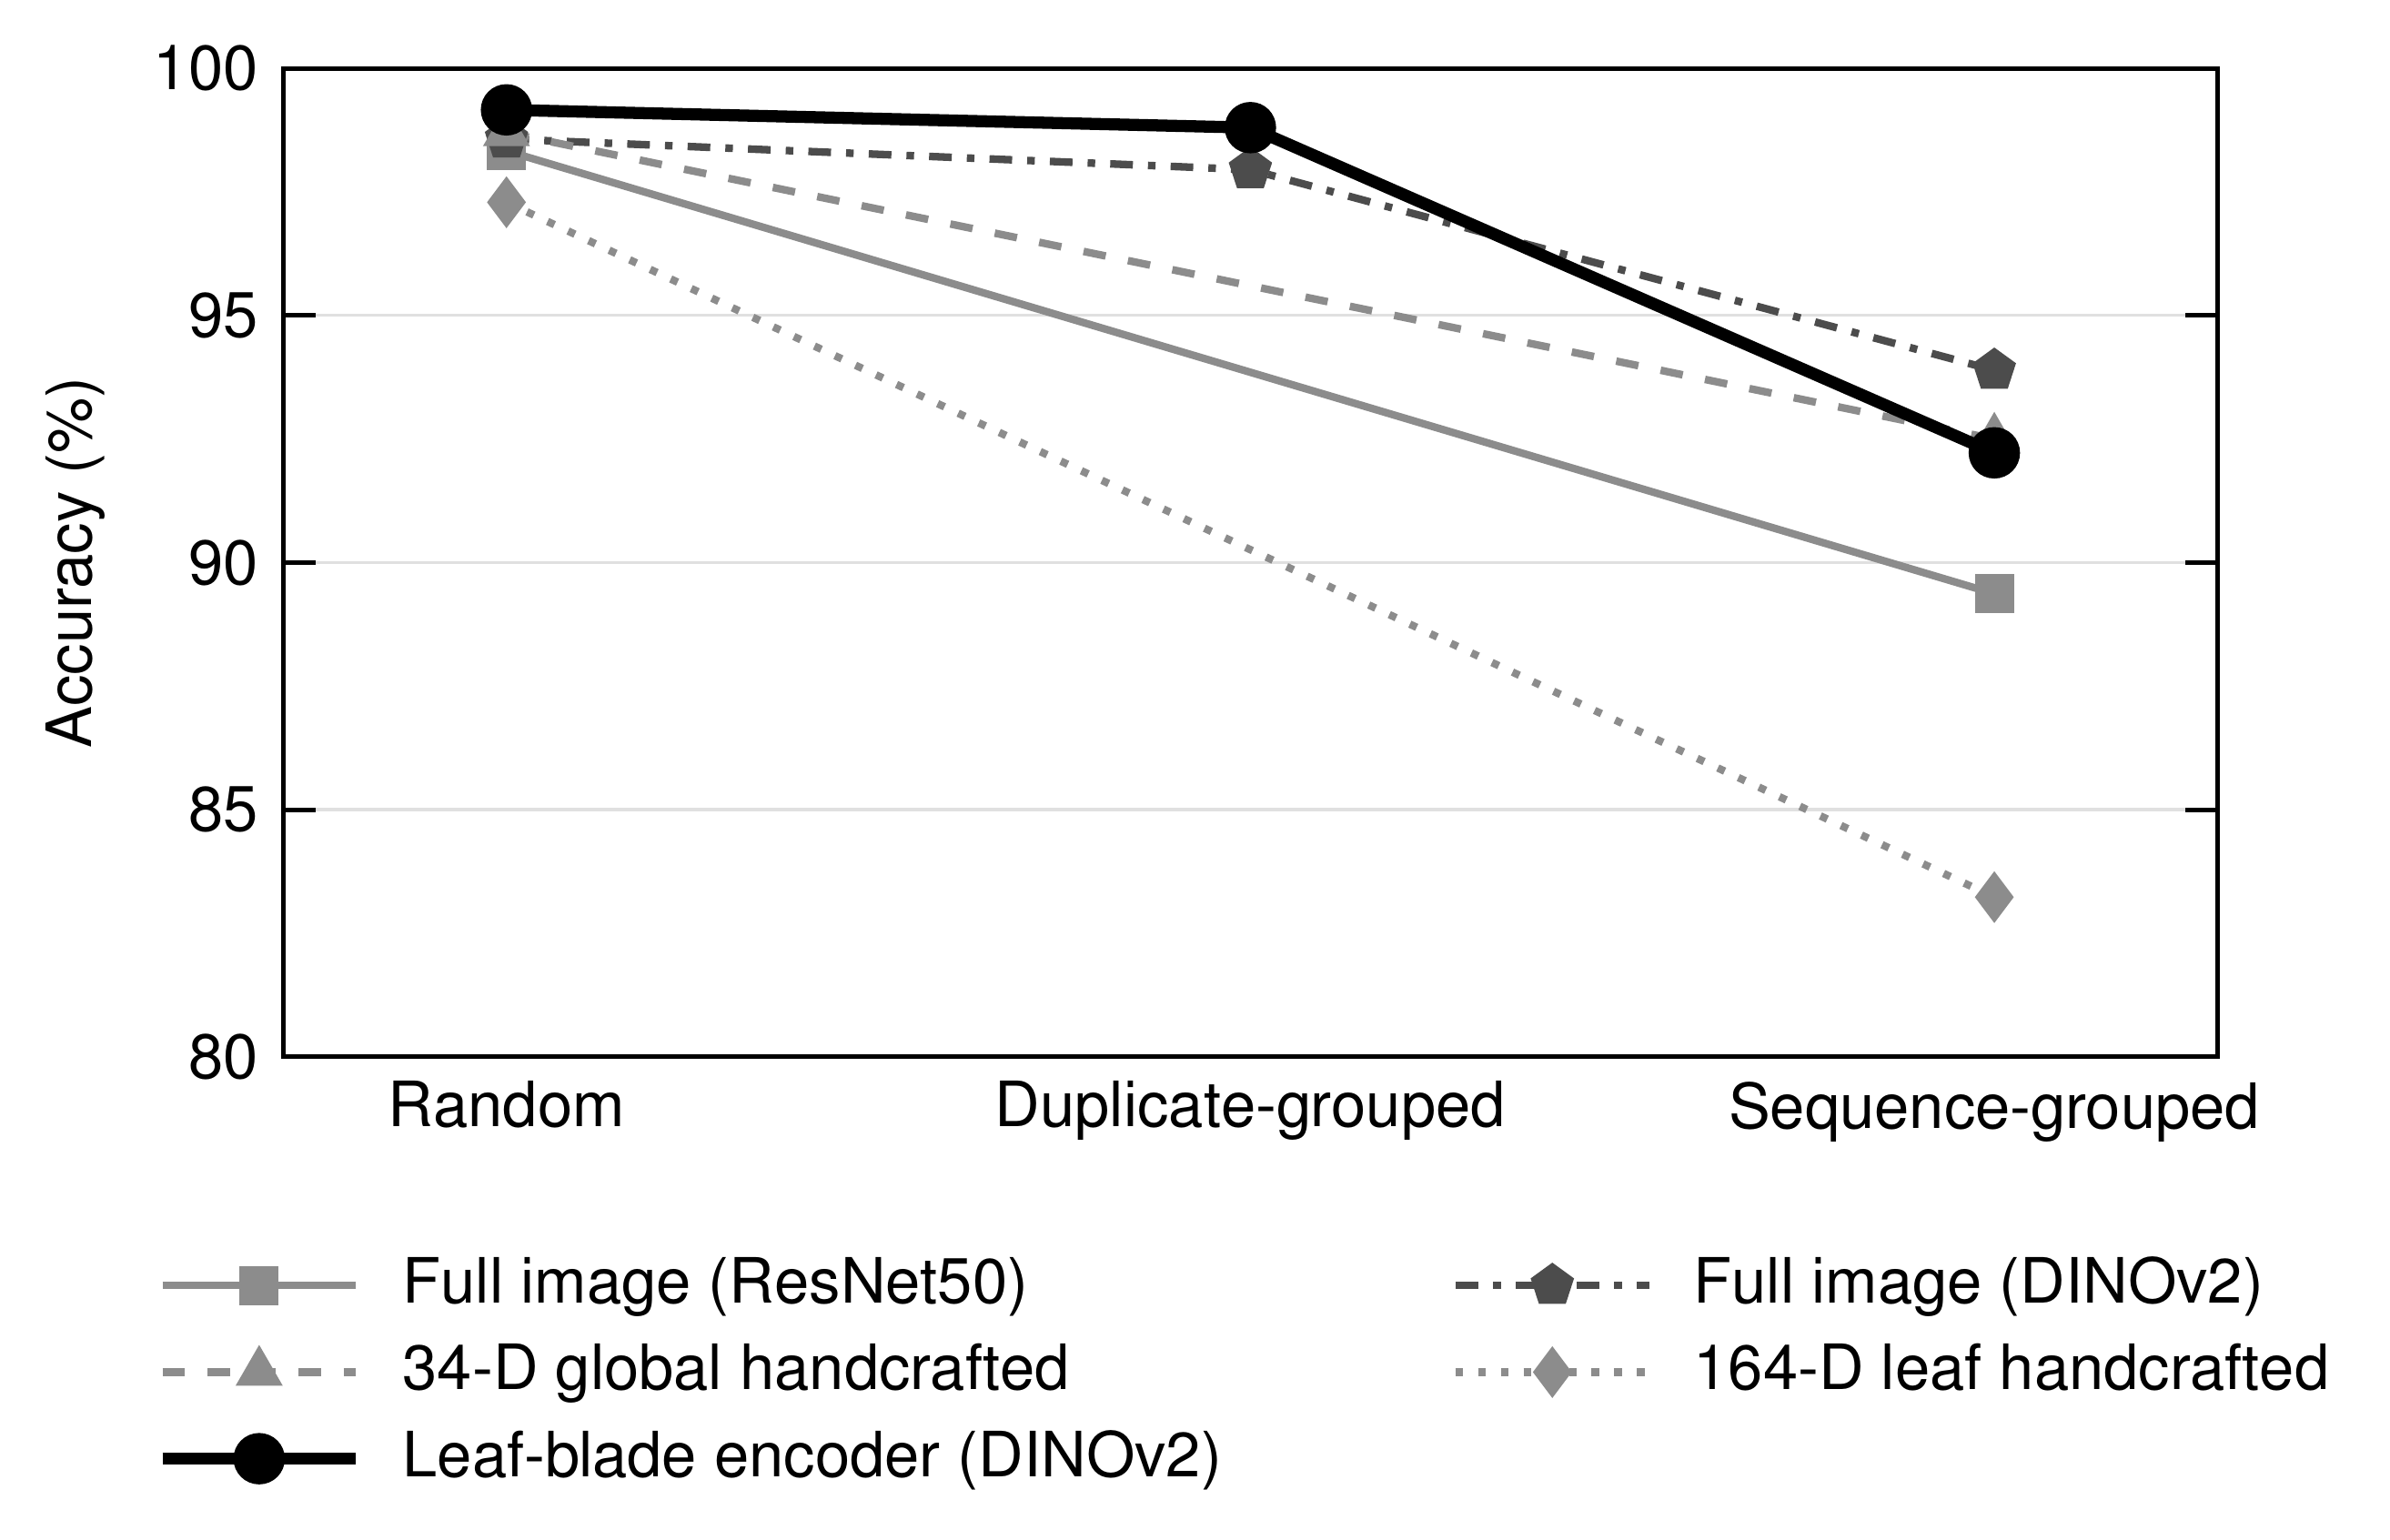 100
95
90
85
80
Accuracy (%)
Random
Duplicate-grouped
Sequence-grouped
Full image (ResNet50)
Full image (DINOv2)
34-D global handcrafted
164-D leaf handcrafted
Leaf-blade encoder (DINOv2)